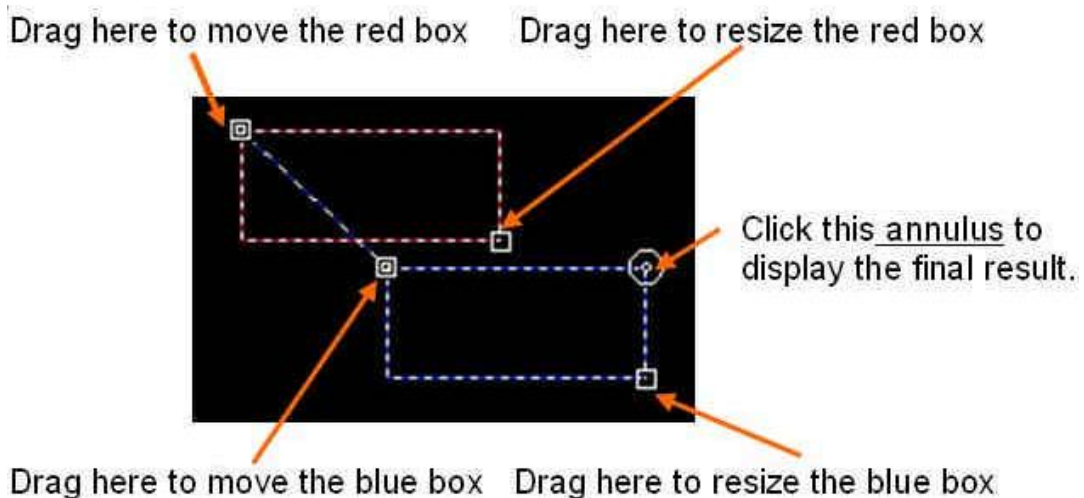 Drag here to move the red box
Drag here to resize the red box
Click this annulus to
display the final result.
Drag here to move the blue box
Drag here to resize the blue box